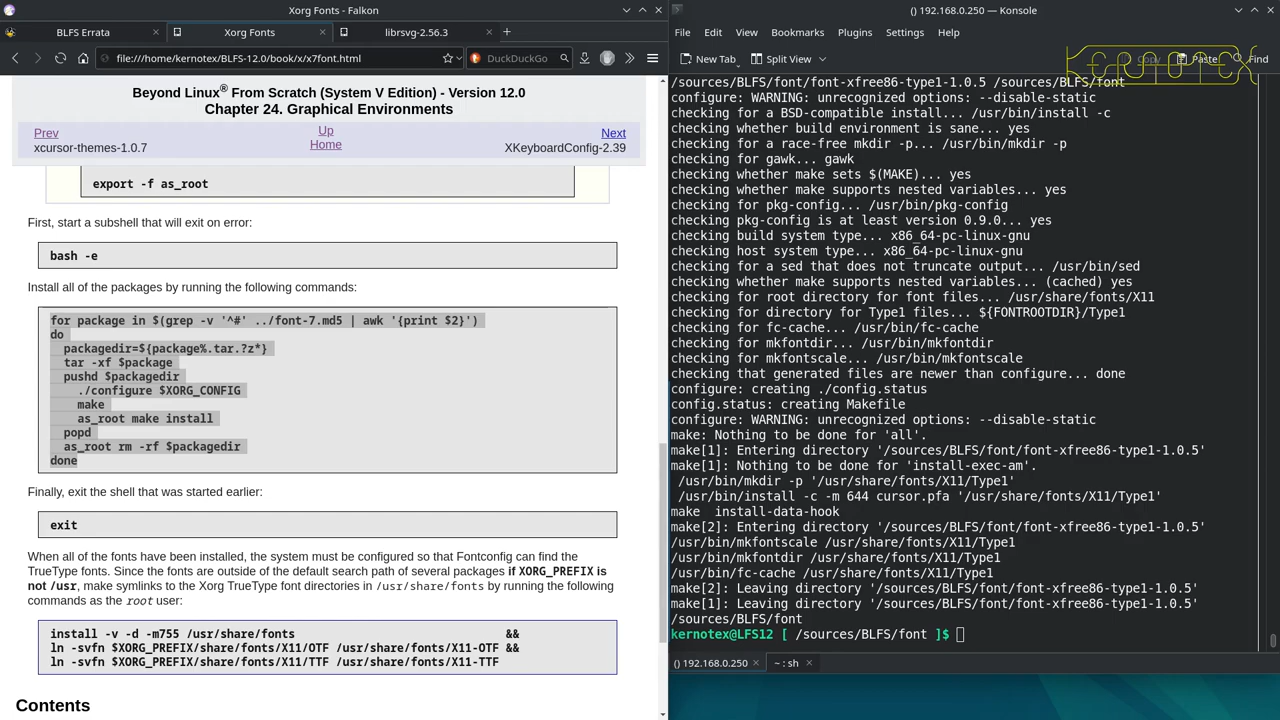 Xorg Fonts - Falkon
BLFS Errata
Xorg Fonts
librsvg-2.56.3
file:///home/kernotex/BLFS-12.0/book/x/x7font.html
DuckDuckGo
Beyond Linux® From Scratch (System V Edition) - Version 12.0
Chapter 24. Graphical Environments
Prev
Up
Next
xcursor-themes-1.0.7
Home
XKeyboardConfig-2.39
export -f as_root
First, start a subshell that will exit on error:
bash -e
Install all of the packages by running the following commands:
for package in $(grep -v '^#' ../font-7.md5 | awk '{print $2}')
do
packagedir=${package%.tar.?z*}
tar -xf $package
pushd $packagedir
./configure $XORG_CONFIG
make
as_root make install
popd
as_root rm -rf $packagedir
done
Finally, exit the shell that was started earlier:
exit
When all of the fonts have been installed, the system must be configured so that Fontconfig can find the
TrueType fonts. Since the fonts are outside of the default search path of several packages if XORG_PREFIX is
not /usr, make symlinks to the Xorg TrueType font directories in /usr/share/fonts by running the following
commands as the root user:
install -v -d -m755 /usr/share/fonts &&
ln -svfn $XORG_PREFIX/share/fonts/X11/OTF /usr/share/fonts/X11-OTF &&
ln -svfn $XORG_PREFIX/share/fonts/X11/TTF /usr/share/fonts/X11-TTF
Contents
() 192.168.0.250 — Konsole
File Edit View Bookmarks Plugins Settings Help
New Tab Split View Copy Paste Find
kernotex
/sources/BLFS/font/font-xfree86-type1-1.0.5 /sources/BLFS/font
configure: WARNING: unrecognized options: --disable-static
checking for a BSD-compatible install... /usr/bin/install -c
checking whether build environment is sane... yes
checking for a race-free mkdir -p... /usr/bin/mkdir -p
checking for gawk... gawk
checking whether make sets $(MAKE)... yes
checking whether make supports nested variables... yes
checking for pkg-config... /usr/bin/pkg-config
checking pkg-config is at least version 0.9.0... yes
checking build system type... x86_64-pc-linux-gnu
checking host system type... x86_64-pc-linux-gnu
checking for a sed that does not truncate output... /usr/bin/sed
checking whether make supports nested variables... (cached) yes
checking for root directory for font files... /usr/share/fonts/X11
checking for directory for Type1 files... ${FONTROOTDIR}/Type1
checking for fc-cache... /usr/bin/fc-cache
checking for mkfontdir... /usr/bin/mkfontdir
checking for mkfontscale... /usr/bin/mkfontscale
checking that generated files are newer than configure... done
configure: creating ./config.status
config.status: creating Makefile
configure: WARNING: unrecognized options: --disable-static
make: Nothing to be done for 'all'.
make[1]: Entering directory '/sources/BLFS/font/font-xfree86-type1-1.0.5'
make[1]: Nothing to be done for 'install-exec-am'.
/usr/bin/mkdir -p '/usr/share/fonts/X11/Type1'
/usr/bin/install -c -m 644 cursor.pfa '/usr/share/fonts/X11/Type1'
make  install-data-hook
make[2]: Entering directory '/sources/BLFS/font/font-xfree86-type1-1.0.5'
/usr/bin/mkfontscale /usr/share/fonts/X11/Type1
/usr/bin/mkfontdir /usr/share/fonts/X11/Type1
/usr/bin/fc-cache /usr/share/fonts/X11/Type1
make[2]: Leaving directory '/sources/BLFS/font/font-xfree86-type1-1.0.5'
make[1]: Leaving directory '/sources/BLFS/font/font-xfree86-type1-1.0.5'
/sources/BLFS/font
kernotex@LFS12 [ /sources/BLFS/font ]$
() 192.168.0.250
~ : sh